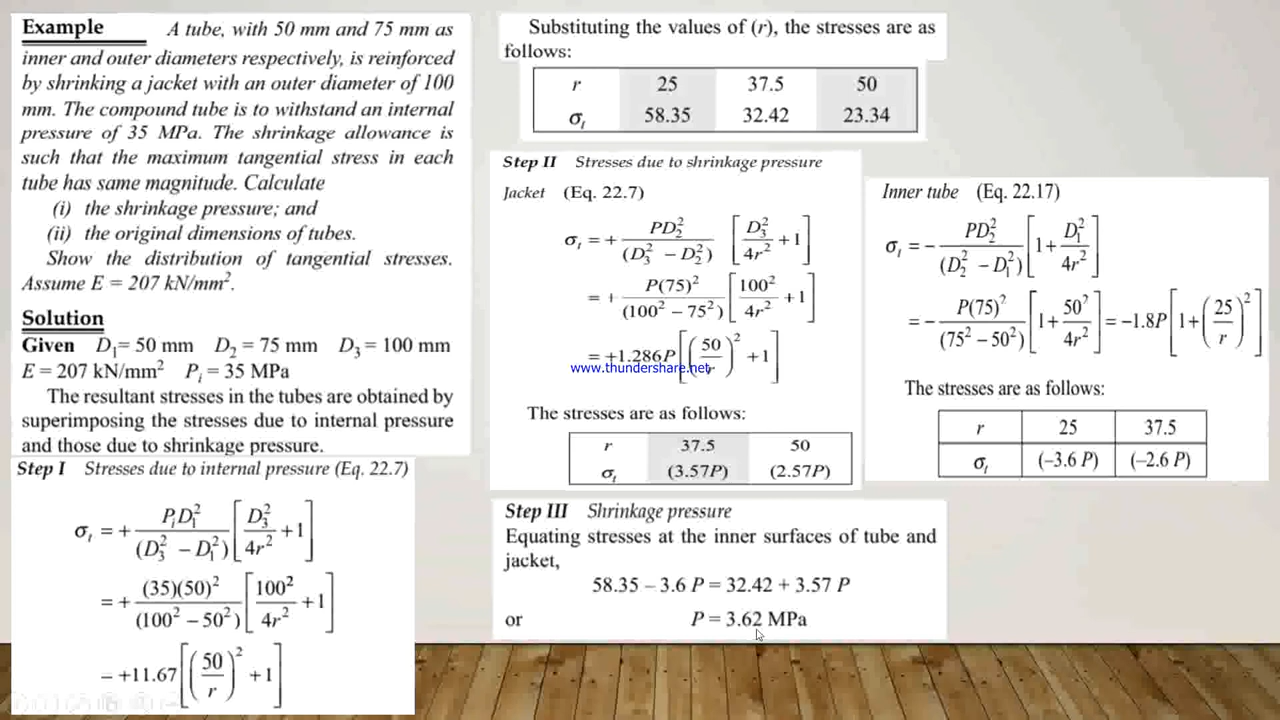 Example A tube, with 50 mm and 75 mm as
inner and outer diameters respectively, is reinforced
by shrinking a jacket with an outer diameter of 100
mm. The compound tube is to withstand an internal
pressure of 35 MPa. The shrinkage allowance is
such that the maximum tangential stress in each
tube has same magnitude. Calculate
(i) the shrinkage pressure; and
(ii) the original dimensions of tubes.
Show the distribution of tangential stresses.
Assume E = 207 kN/mm².
Solution
Given D₁= 50 mm D₂ = 75 mm D₃ = 100 mm
E = 207 kN/mm² Pᵢ = 35 MPa
The resultant stresses in the tubes are obtained by
superimposing the stresses due to internal pressure
and those due to shrinkage pressure.
Step I Stresses due to internal pressure (Eq. 22.7)
σₜ = + PᵢD₁² / (D₃² − D₁²) [D₃² / 4r² + 1]
= + (35)(50)² / (100² − 50²) [100² / 4r² + 1]
= +11.67 [(50 / r)² + 1]
Substituting the values of (r), the stresses are as
follows:
r 25 37.5 50
σₜ 58.35 32.42 23.34
Step II Stresses due to shrinkage pressure
Jacket (Eq. 22.7)
σₜ = + PD₂² / (D₃² − D₂²) [D₃² / 4r² + 1]
= + P(75)² / (100² − 75²) [100² / 4r² + 1]
= +1.286P [(50 / r)² + 1]
www.thundershare.net
The stresses are as follows:
r 37.5 50
σₜ (3.57P) (2.57P)
Inner tube (Eq. 22.17)
σₜ = − PD₂² / (D₂² − D₁²) [1 + D₁² / 4r²]
= − P(75)² / (75² − 50²) [1 + 50² / 4r²] = −1.8P [1 + (25 / r)²]
The stresses are as follows:
r 25 37.5
σₜ (−3.6 P) (−2.6 P)
Step III Shrinkage pressure
Equating stresses at the inner surfaces of tube and
jacket,
58.35 − 3.6 P = 32.42 + 3.57 P
or P = 3.62 MPa